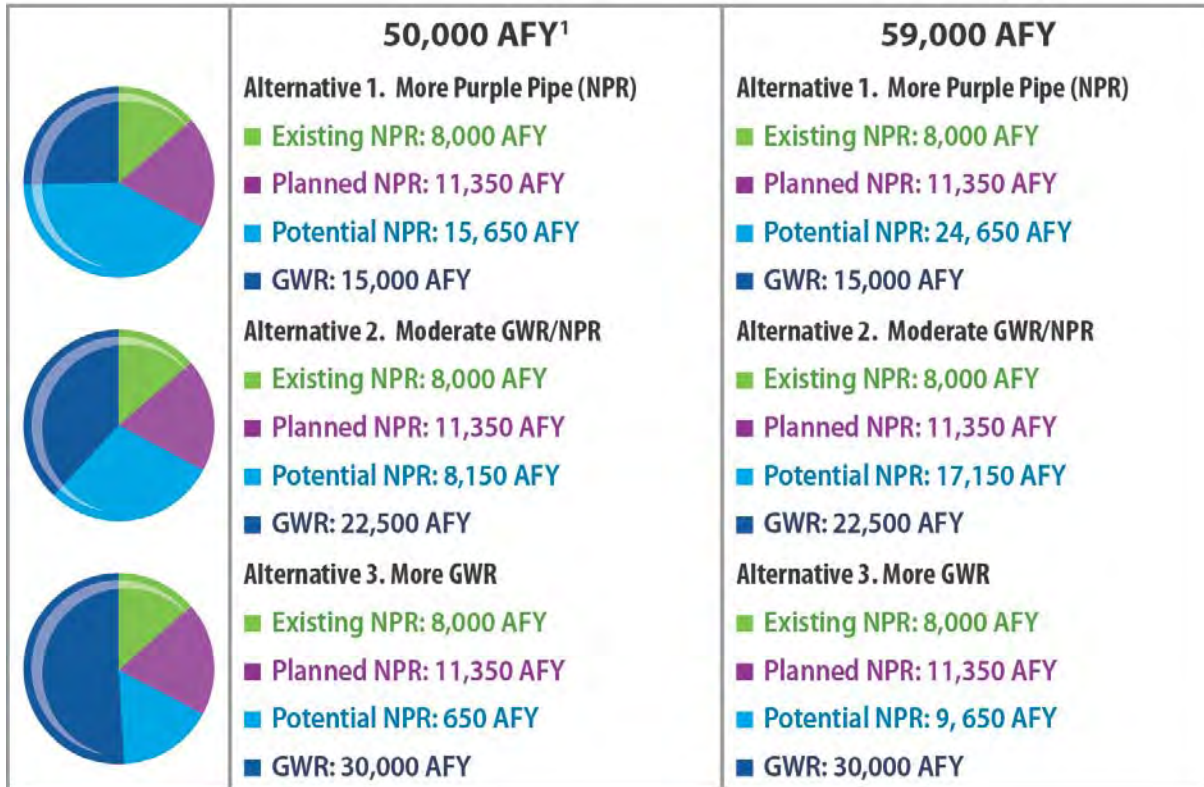 50,000 AFY¹
Alternative 1. More Purple Pipe (NPR)
Existing NPR: 8,000 AFY
Planned NPR: 11,350 AFY
Potential NPR: 15, 650 AFY
GWR: 15,000 AFY
Alternative 2. Moderate GWR/NPR
Existing NPR: 8,000 AFY
Planned NPR: 11,350 AFY
Potential NPR: 8,150 AFY
GWR: 22,500 AFY
Alternative 3. More GWR
Existing NPR: 8,000 AFY
Planned NPR: 11,350 AFY
Potential NPR: 650 AFY
GWR: 30,000 AFY
59,000 AFY
Alternative 1. More Purple Pipe (NPR)
Existing NPR: 8,000 AFY
Planned NPR: 11,350 AFY
Potential NPR: 24, 650 AFY
GWR: 15,000 AFY
Alternative 2. Moderate GWR/NPR
Existing NPR: 8,000 AFY
Planned NPR: 11,350 AFY
Potential NPR: 17,150 AFY
GWR: 22,500 AFY
Alternative 3. More GWR
Existing NPR: 8,000 AFY
Planned NPR: 11,350 AFY
Potential NPR: 9, 650 AFY
GWR: 30,000 AFY